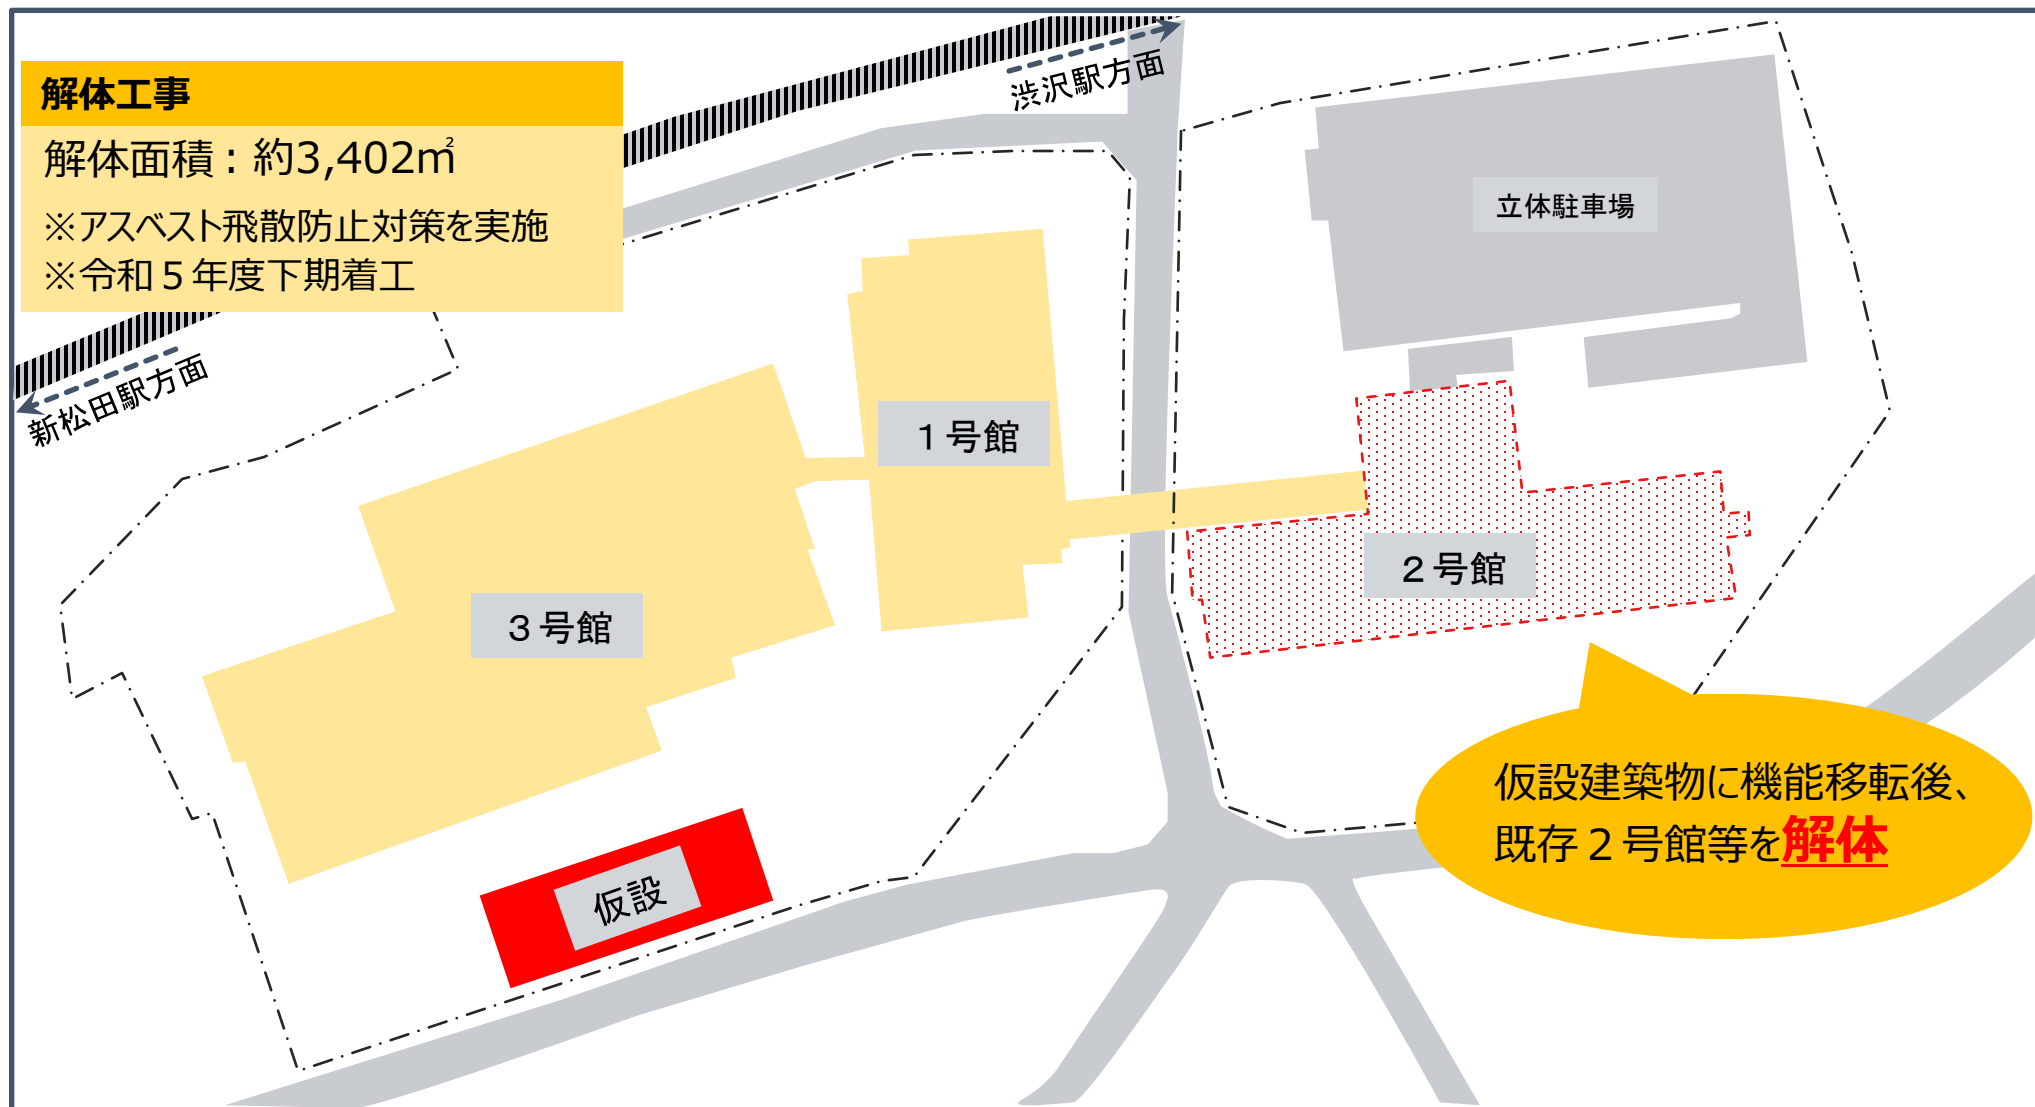 解体工事
解体面積：約3,402㎡
※アスベスト飛散防止対策を実施
※令和５年度下期着工
渋沢駅方面
新松田駅方面
立体駐車場
１号館
２号館
３号館
仮設
仮設建築物に機能移転後、
既存２号館等を解体